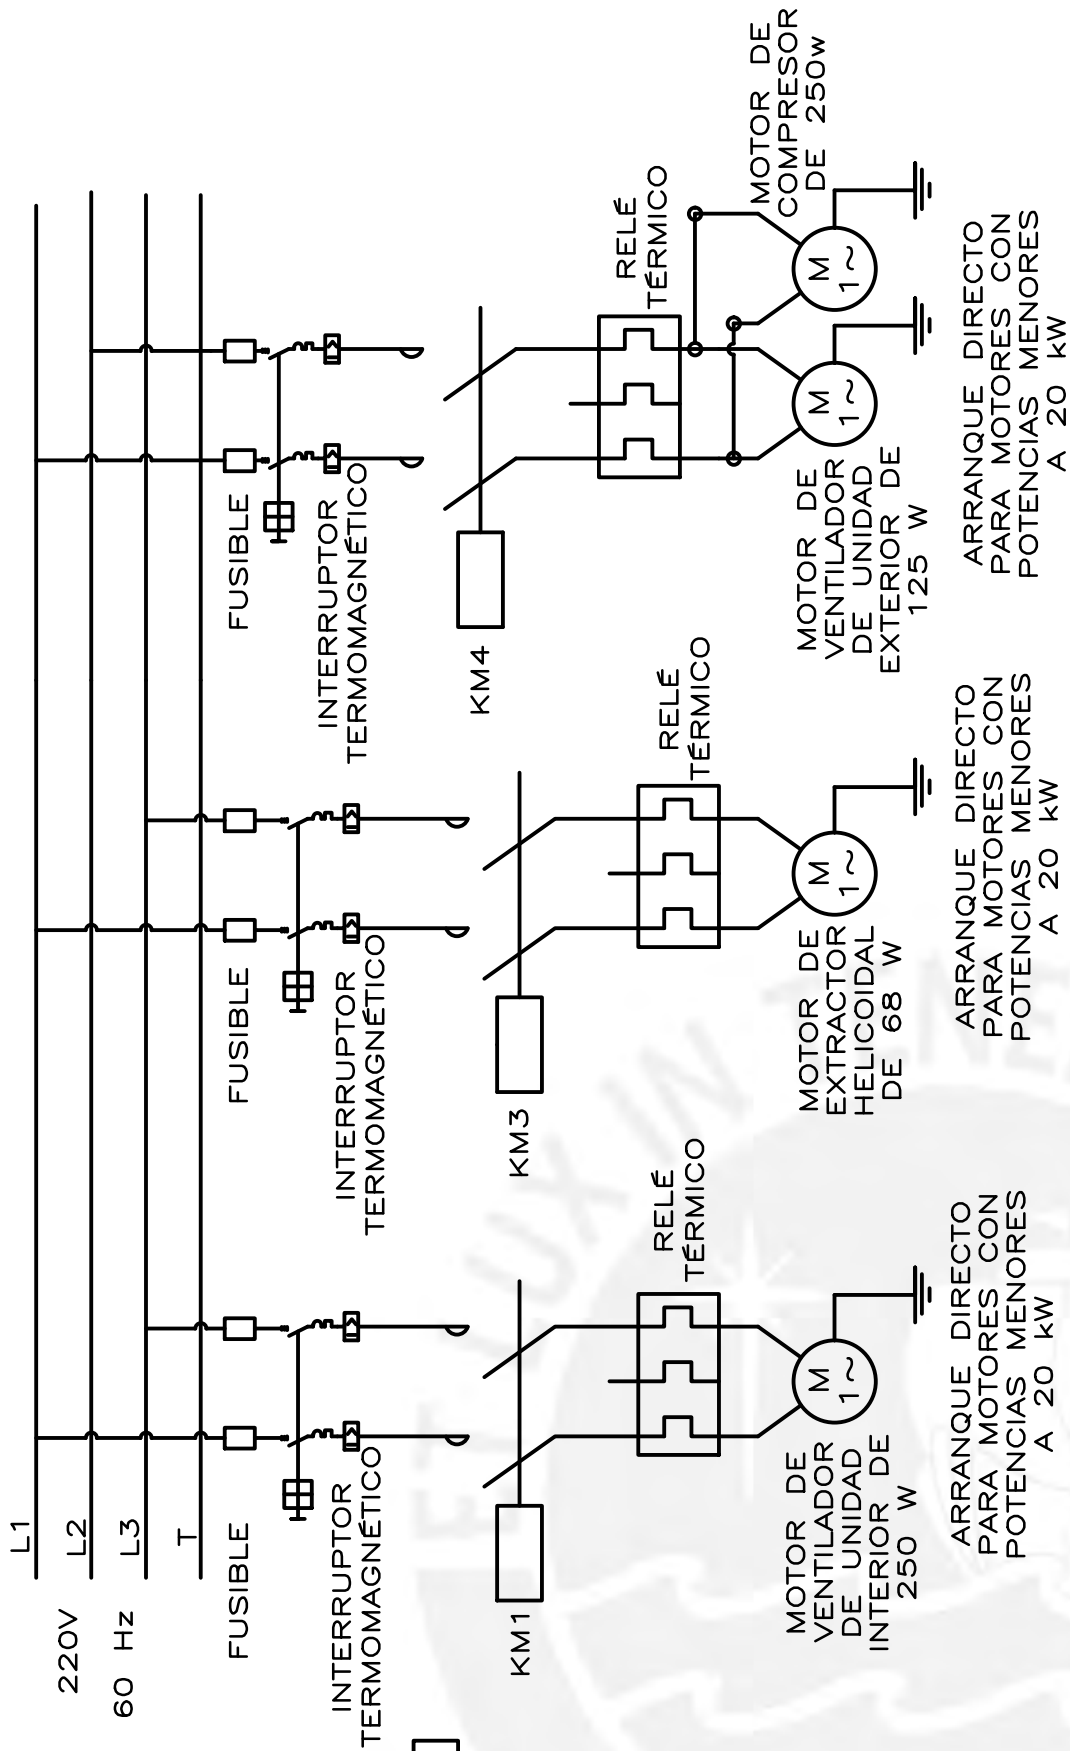 L1
L2
L3
T
220V
60 Hz
FUSIBLE
INTERRUPTOR
TERMOMAGNÉTICO
KM1
RELÉ
TÉRMICO
M
1~
MOTOR DE
VENTILADOR
DE UNIDAD
INTERIOR DE
250 W
ARRANQUE DIRECTO
PARA MOTORES CON
POTENCIAS MENORES
A 20 kW
FUSIBLE
INTERRUPTOR
TERMOMAGNÉTICO
KM3
RELÉ
TÉRMICO
M
1~
MOTOR DE
EXTRACTOR
HELICOIDAL
DE 68 W
ARRANQUE DIRECTO
PARA MOTORES CON
POTENCIAS MENORES
A 20 kW
FUSIBLE
INTERRUPTOR
TERMOMAGNÉTICO
KM4
RELÉ
TÉRMICO
M
1~
M
1~
MOTOR DE
VENTILADOR
DE UNIDAD
EXTERIOR DE
125 W
MOTOR DE
COMPRESOR
DE 250w
ARRANQUE DIRECTO
PARA MOTORES CON
POTENCIAS MENORES
A 20 kW
ET LUX IN TENE